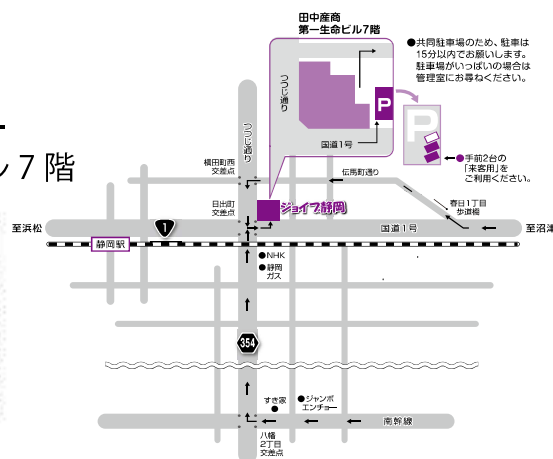 田中産商
第一生命ビル7階
●共同駐車場のため、駐車は
15分以内でお願いします。
駐車場がいっぱいの場合は
管理室にお尋ねください。
つつじ通り
P
国道1号
P
●手前2台の
「来客用」を
ご利用ください。
ル7階
つつじ通り
横田町西
交差点
伝馬町通り
日出町
交差点
ジョイブ静岡
春日1丁目
歩道橋
至浜松
1
国道1号
至沼津
静岡駅
●NHK
●静岡
ガス
354
すき家
●
●ジャンボ
エンチョー
南幹線
八幡
2丁目
交差点